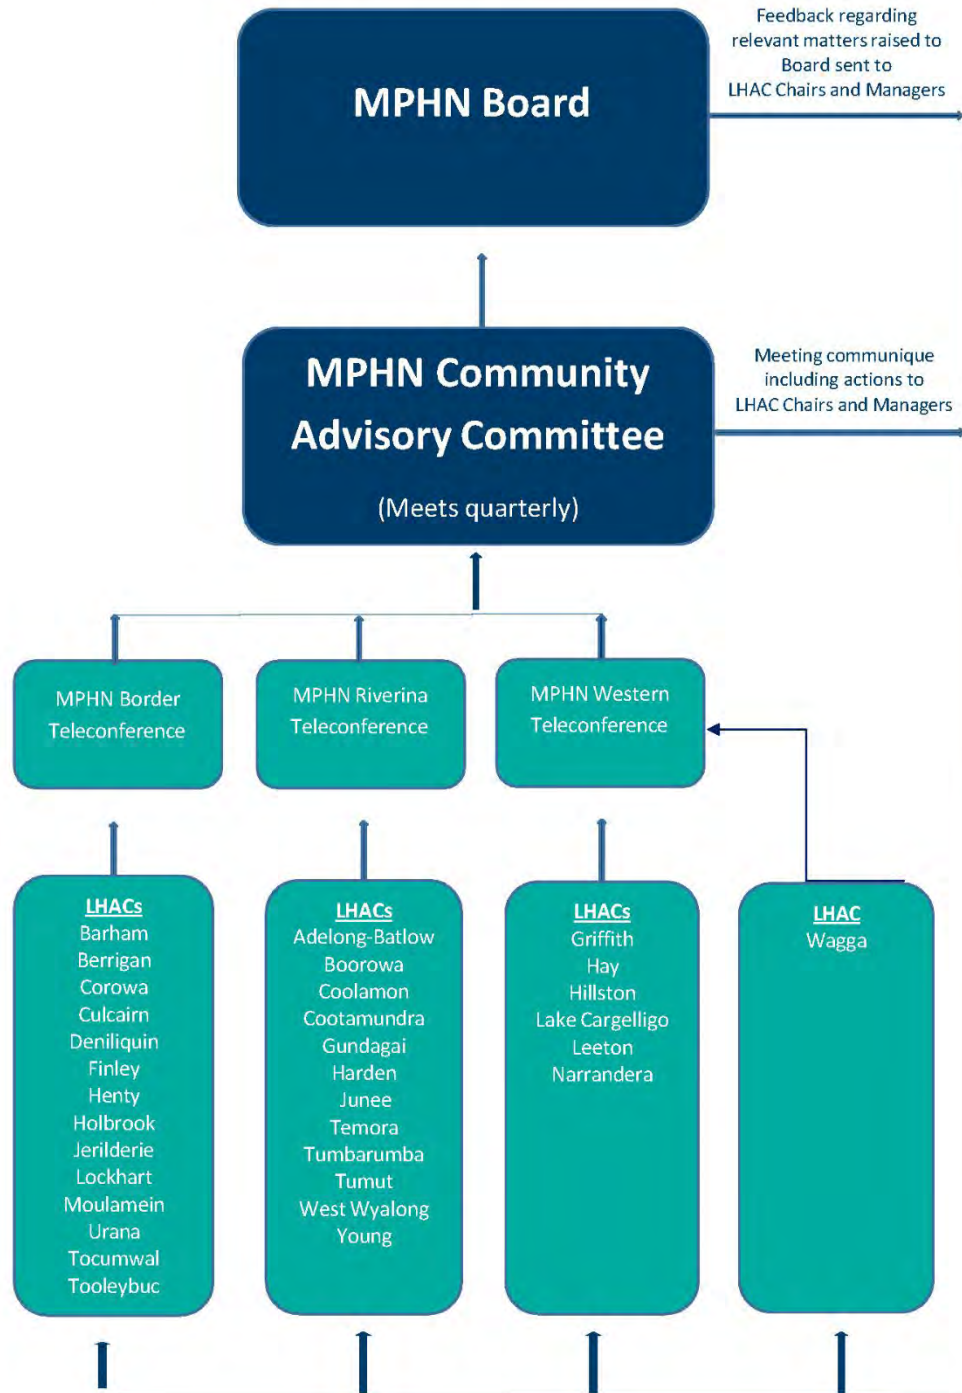 Feedback regarding
relevant matters raised to
Board sent to
LHAC Chairs and Managers
MPHN Board
MPHN Community
Advisory Committee
(Meets quarterly)
Meeting communique
including actions to
LHAC Chairs and Managers
MPHN Border
Teleconference
MPHN Riverina
Teleconference
MPHN Western
Teleconference
LHACs
Barham
Berrigan
Corowa
Culcairn
Deniliquin
Finley
Henty
Holbrook
Jerilderie
Lockhart
Moulamein
Urana
Tocumwal
Tooleybuc
LHACs
Adelong-Batlow
Boorowa
Coolamon
Cootamundra
Gundagai
Harden
Junee
Temora
Tumbarumba
Tumut
West Wyalong
Young
LHACs
Griffith
Hay
Hillston
Lake Cargelligo
Leeton
Narrandera
LHAC
Wagga